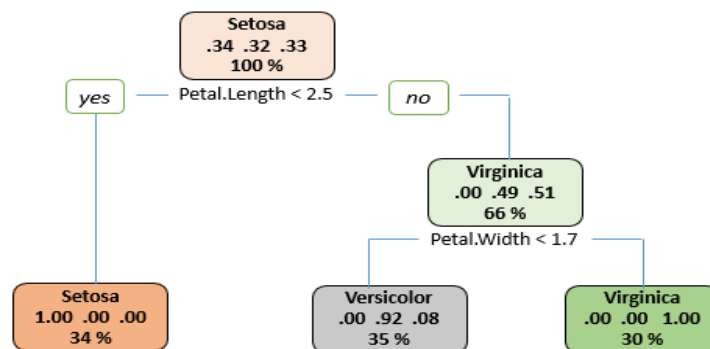 Setosa
.34 .32 .33
100 %
yes
Petal.Length < 2.5
no
Virginica
.00 .49 .51
66 %
Petal.Width < 1.7
Setosa
1.00 .00 .00
34 %
Versicolor
.00 .92 .08
35 %
Virginica
.00 .00 1.00
30 %